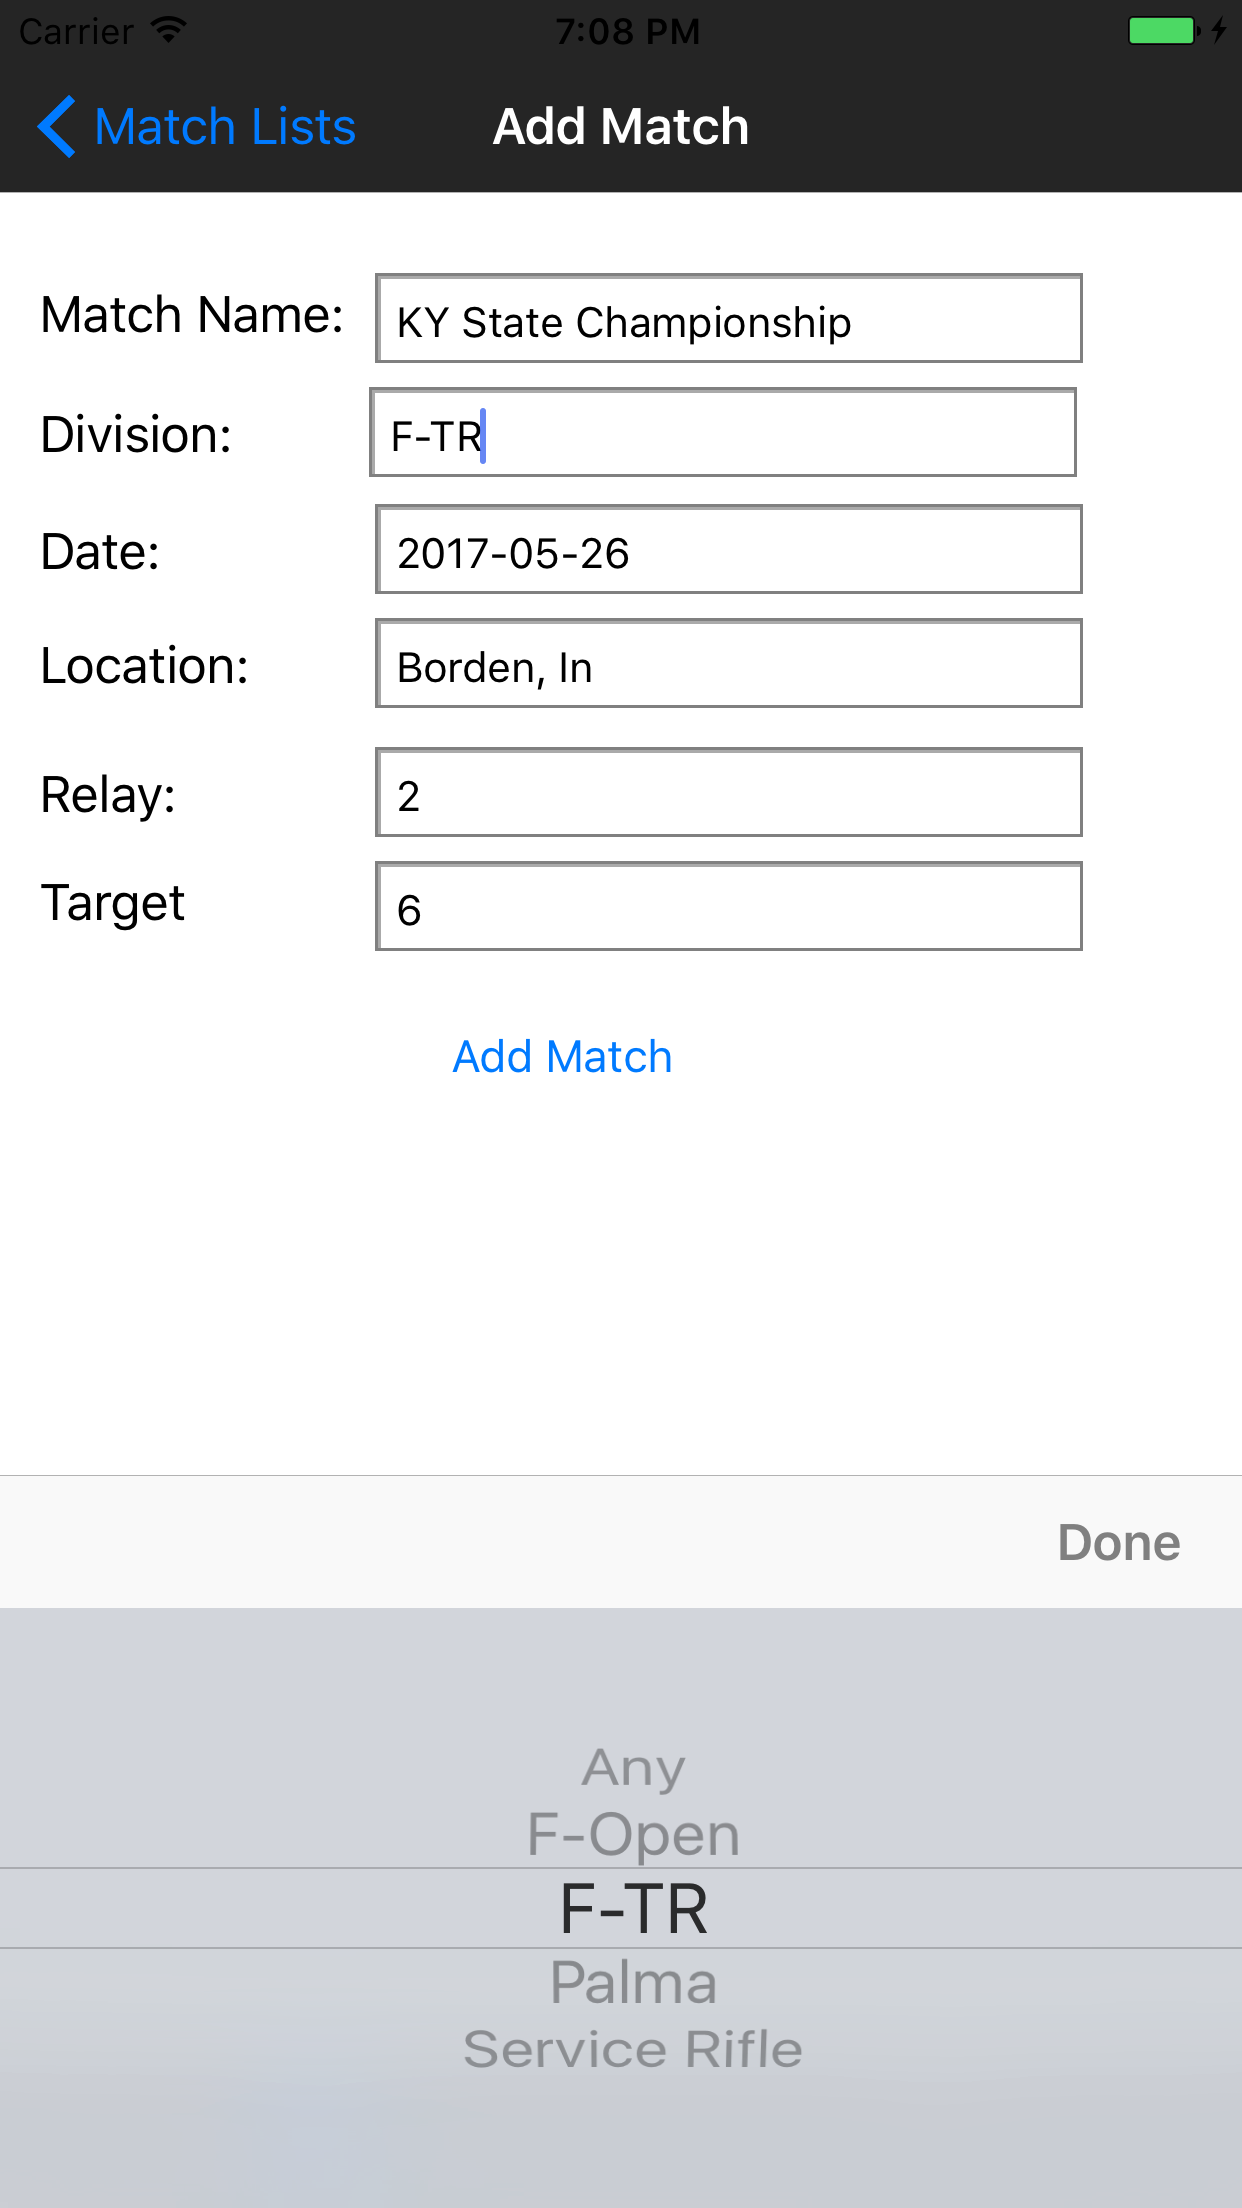 Carrier 7:08 PM
Match Lists Add Match
Match Name: KY State Championship
Division: F-TR
Date: 2017-05-26
Location: Borden, In
Relay: 2
Target 6
Add Match
Done
Any
F-Open
F-TR
Palma
Service Rifle